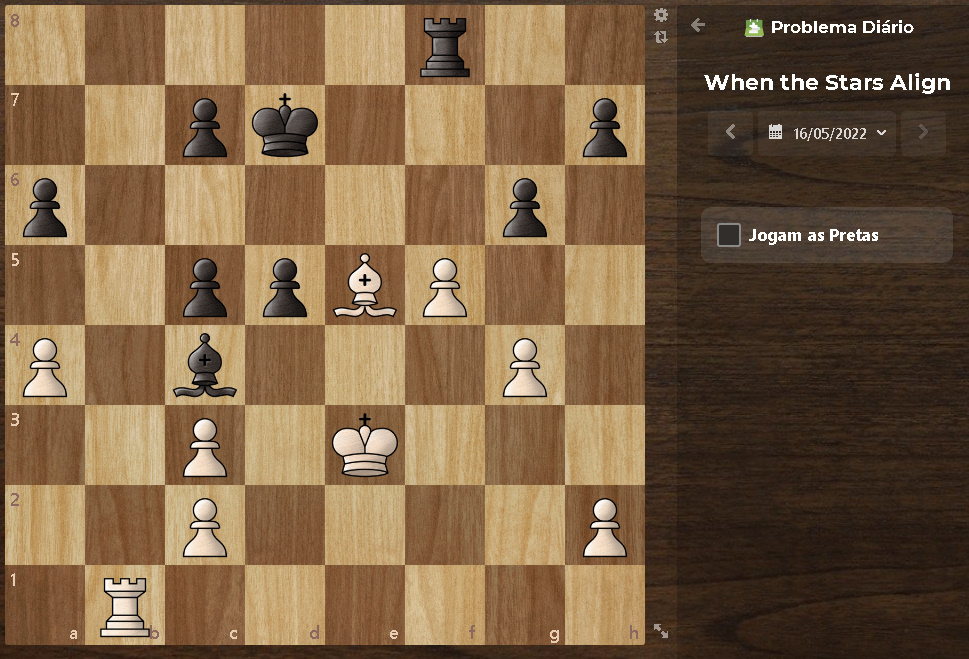 Problema Diário
When the Stars Align
16/05/2022
Jogam as Pretas
8
7
6
5
4
3
2
1
a b c d e f g h